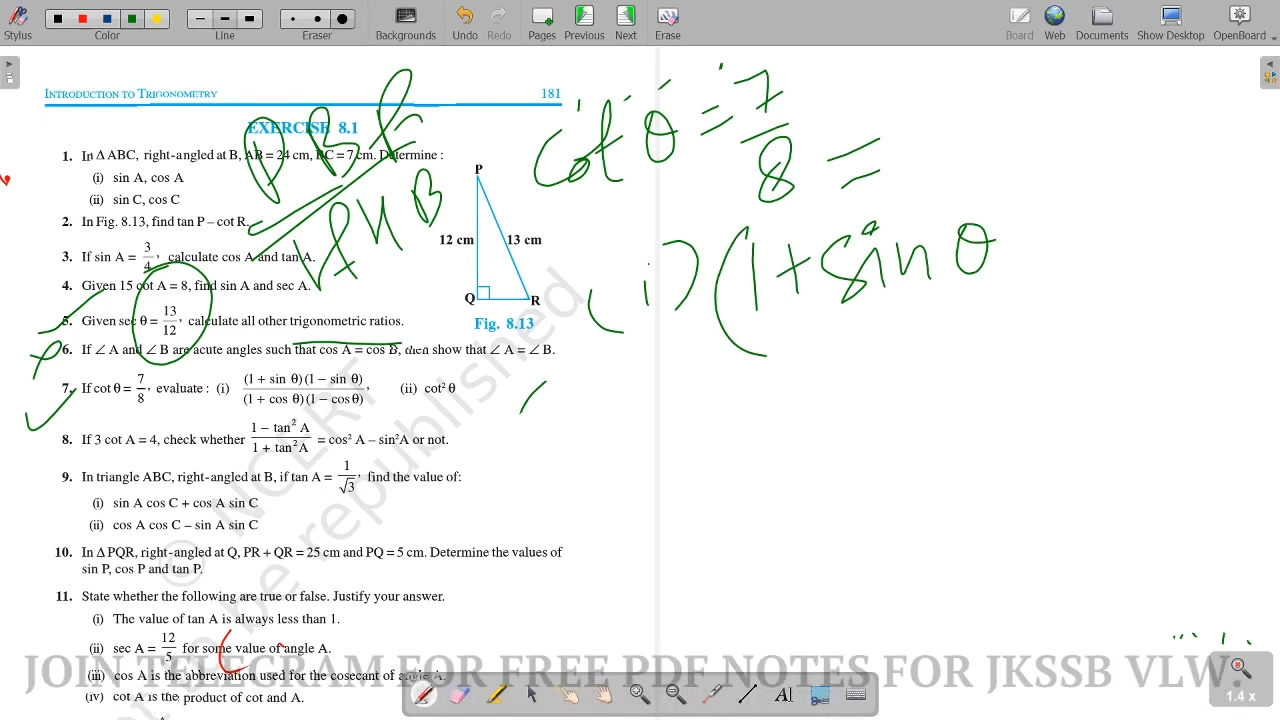 Stylus Color Line Eraser Backgrounds Undo Redo Pages Previous Next Erase Board Web Documents Show Desktop OpenBoard
INTRODUCTION TO TRIGONOMETRY 181
EXERCISE 8.1
1. In Δ ABC, right-angled at B, AB = 24 cm, BC = 7 cm. Determine :
(i) sin A, cos A
(ii) sin C, cos C
2. In Fig. 8.13, find tan P – cot R.
3. If sin A = 3/4, calculate cos A and tan A.
4. Given 15 cot A = 8, find sin A and sec A.
5. Given sec θ = 13/12, calculate all other trigonometric ratios.
6. If ∠ A and ∠ B are acute angles such that cos A = cos B, then show that ∠ A = ∠ B.
7. If cot θ = 7/8, evaluate : (i) (1 + sin θ)(1 – sin θ)/(1 + cos θ)(1 – cos θ), (ii) cot² θ
8. If 3 cot A = 4, check whether 1 – tan² A/1 + tan² A = cos² A – sin² A or not.
9. In triangle ABC, right-angled at B, if tan A = 1/√3, find the value of:
(i) sin A cos C + cos A sin C
(ii) cos A cos C – sin A sin C
10. In Δ PQR, right-angled at Q, PR + QR = 25 cm and PQ = 5 cm. Determine the values of
sin P, cos P and tan P.
11. State whether the following are true or false. Justify your answer.
(i) The value of tan A is always less than 1.
(ii) sec A = 12/5 for some value of angle A.
(iii) cos A is the abbreviation used for the cosecant of angle A.
(iv) cot A is the product of cot and A.
P
12 cm 13 cm
Q R
Fig. 8.13
© NCERT
be republished
P B P
H H B
cot θ = 7/8 =
(i) (1 + sin θ
JOIN TELEGRAM FOR FREE PDF NOTES FOR JKSSB VLW.
1.4 x